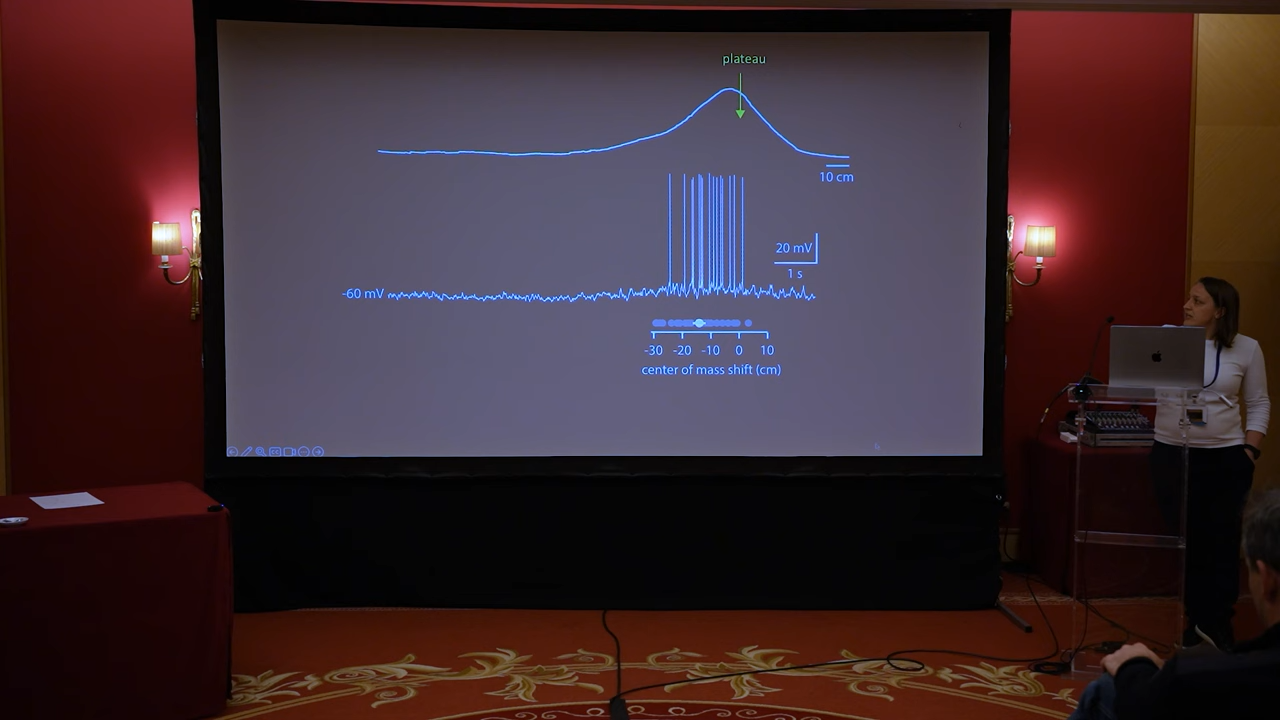 plateau
10 cm
20 mV
1 s
-60 mV
-30 -20 -10 0 10
center of mass shift (cm)